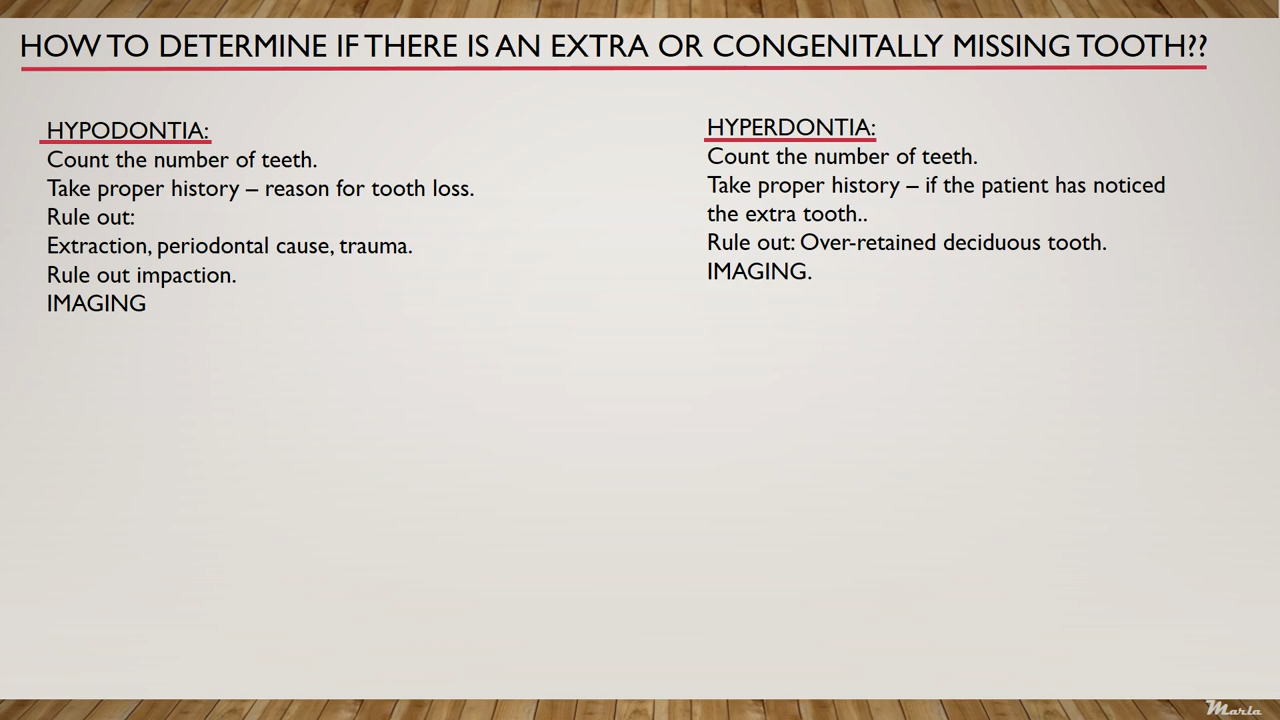 HOW TO DETERMINE IF THERE IS AN EXTRA OR CONGENITALLY MISSING TOOTH??
HYPODONTIA:
Count the number of teeth.
Take proper history – reason for tooth loss.
Rule out:
Extraction, periodontal cause, trauma.
Rule out impaction.
IMAGING
HYPERDONTIA:
Count the number of teeth.
Take proper history – if the patient has noticed
the extra tooth..
Rule out: Over-retained deciduous tooth.
IMAGING.
Marla